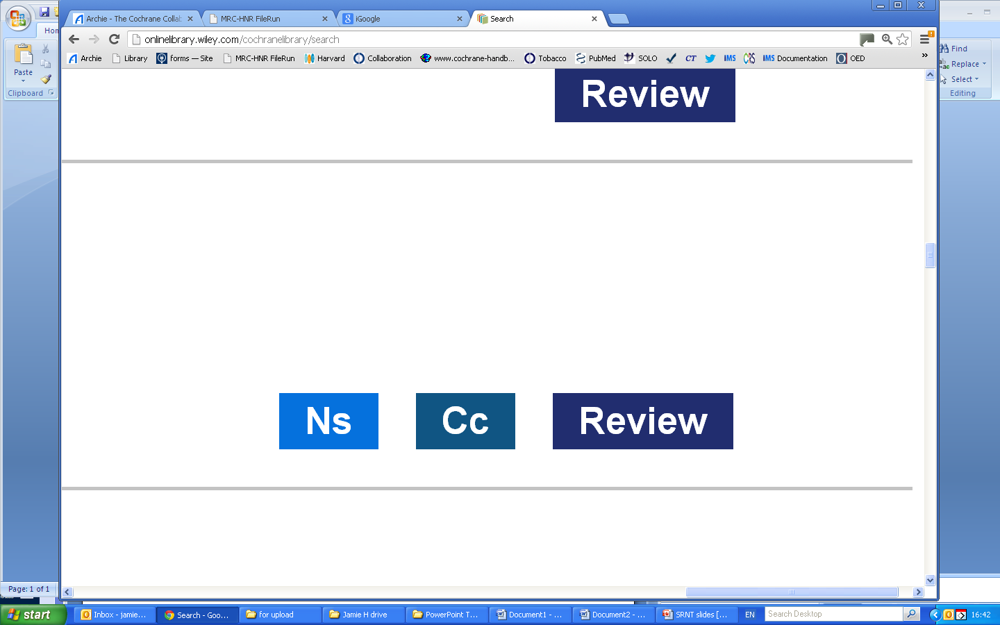 Archie - The Cochrane Collab
MRC-HNR FileRun
iGoogle
Search
onlinelibrary.wiley.com/cochranelibrary/search
Archie
Library
forms — Site
MRC-HNR FileRun
Harvard
Collaboration
www.cochrane-handb...
Tobacco
PubMed
SOLO
CT
IMS
CRS
IMS Documentation
OED
»
Hom
Paste
Clipboard
Find
Replace
Select
Editing
Review
Ns
Cc
Review
Page: 1 of 1
start
Inbox - jamie...
Search - Goo...
for upload
Jamie H drive
PowerPoint T...
Document1 - ...
Document2 - ...
SRNT slides [...
EN
Search Desktop
16:42